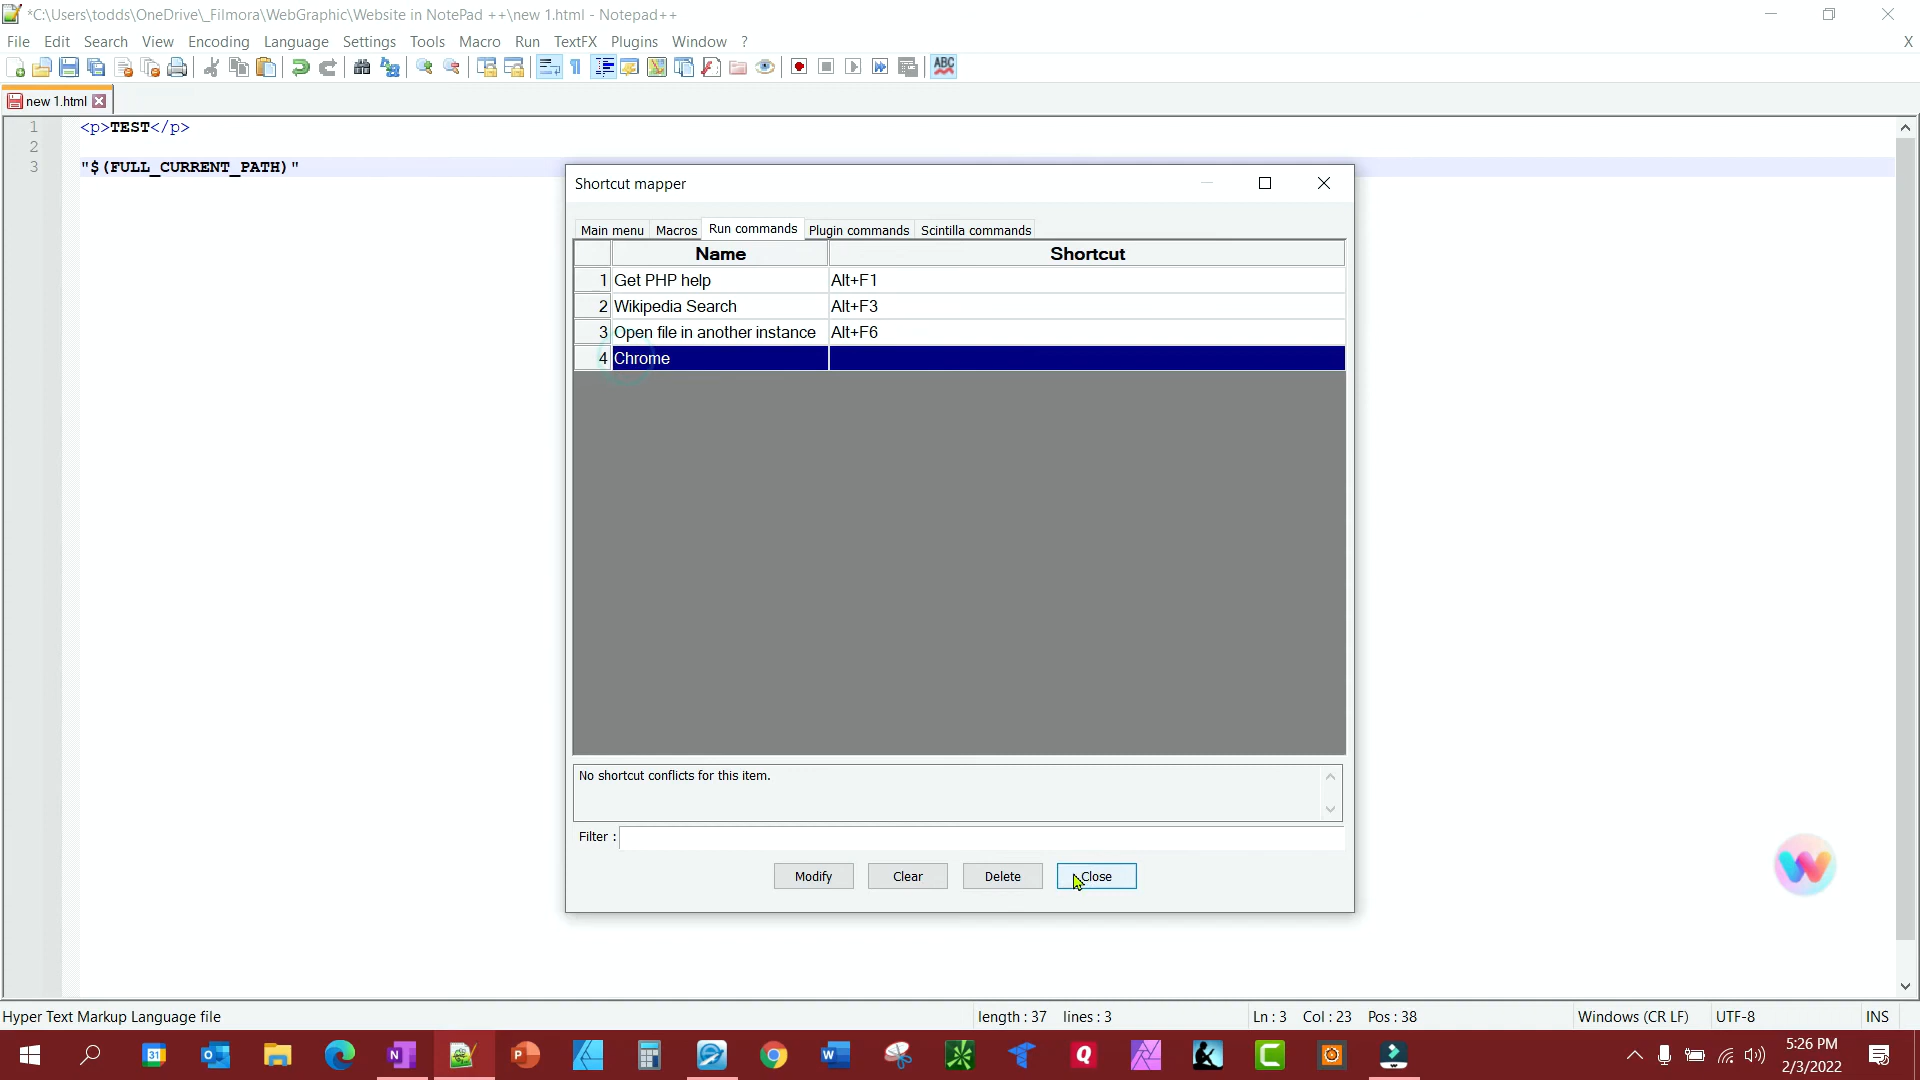 *C:\Users\todds\OneDrive\_Filmora\WebGraphic\Website in NotePad ++\new 1.html - Notepad++
File Edit Search View Encoding Language Settings Tools Macro Run TextFX Plugins Window ? X
ABC
new 1.html
1 <p>TEST</p>
2
3 "$(FULL_CURRENT_PATH)"
Shortcut mapper
Main menu Macros Run commands Plugin commands Scintilla commands
Name Shortcut
1 Get PHP help Alt+F1
2 Wikipedia Search Alt+F3
3 Open file in another instance Alt+F6
4 Chrome
No shortcut conflicts for this item.
Filter :
Modify Clear Delete Close
Hyper Text Markup Language file length : 37 lines : 3 Ln : 3 Col : 23 Pos : 38 Windows (CR LF) UTF-8 INS
31 N P W Q C
5:26 PM
2/3/2022